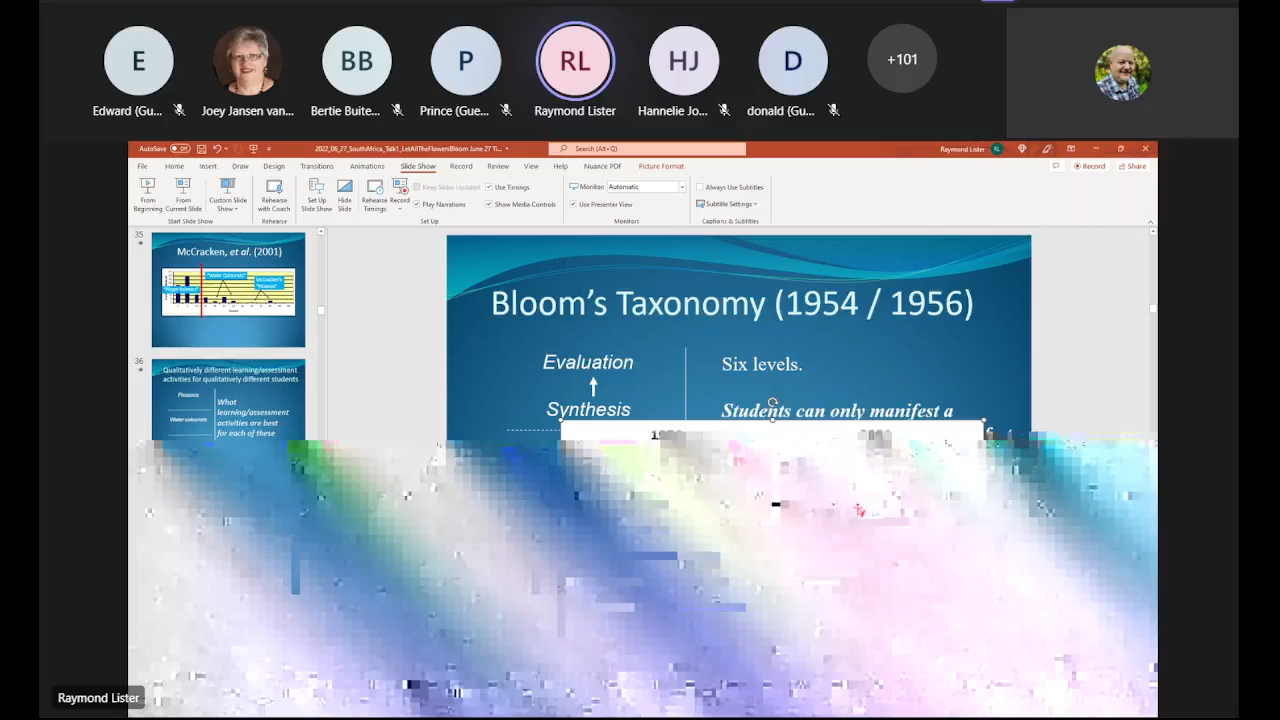 E
BB
P
RL
HJ
D
+101
Edward (Gu...
Joey Jansen van...
Bertie Buite...
Prince (Gue...
Raymond Lister
Hannelie Jo...
donald (Gu...
AutoSave Off
2022_06_27_SouthAfrica_Talk1_LetAllTheFlowersBloom June 27 Ti...
Search (Alt+Q)
Raymond Lister
RL
File Home Insert Draw Design Transitions Animations Slide Show Record Review View Help Nuance PDF Picture Format
Record
Share
From Beginning
From Current Slide
Custom Slide Show
Rehearse with Coach
Set Up Slide Show
Hide Slide
Rehearse Timings
Record
Keep Slides Updated
Use Timings
Play Narrations
Show Media Controls
Monitor: Automatic
Use Presenter View
Always Use Subtitles
Subtitle Settings
Start Slide Show
Rehearse
Set Up
Monitors
Captions & Subtitles
35
McCracken, et al. (2001)
"Water Colourists"
36
Qualitatively different learning/assessment
activities for qualitatively different students
Picassos
Water colourists
What
learning/assessment
activities are best
for each of these
Bloom's Taxonomy (1954 / 1956)
Evaluation
Six levels.
Synthesis
Students can only manifest a
Raymond Lister